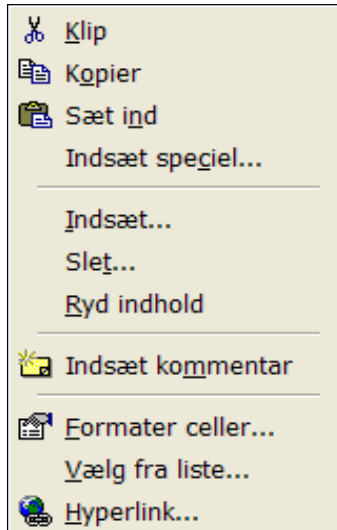 Klip
Kopier
Sæt ind
Indsæt speciel...
Indsæt...
Slet...
Ryd indhold
Indsæt kommentar
Formater celler...
Vælg fra liste...
Hyperlink...